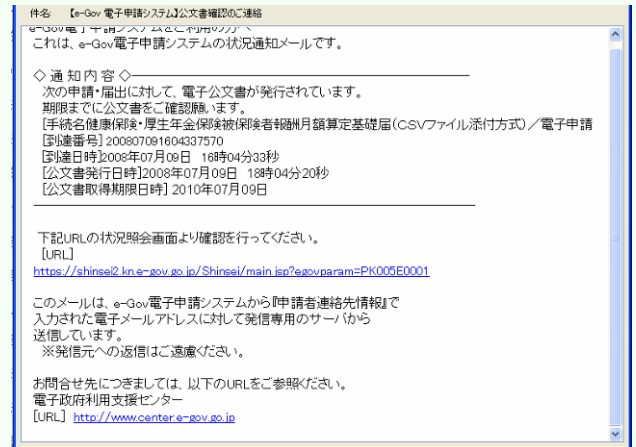 件名 【e-Gov 電子申請システム】公文書確認のご連絡
e-Gov電子申請システムをご利用の方へ
これは、e-Gov電子申請システムの状況通知メールです。
◇ 通 知 内 容 ◇
次の申請・届出に対して、電子公文書が発行されています。
期限までに公文書をご確認願います。
[手続名健康保険・厚生年金保険被保険者報酬月額算定基礎届(CSVファイル添付方式)／電子申請
[到達番号] 200807091604337570
[到達日時]2008年07月09日 16時04分33秒
[公文書発行日時]2008年07月09日 18時04分20秒
[公文書取得期限日時] 2010年07月09日
下記URLの状況照会画面より確認を行ってください。
[URL]
https://shinsei2.kn.e-gov.go.jp/Shinsei/main.jsp?egovparam=PK005E0001
このメールは、e-Gov電子申請システムから『申請者連絡先情報』で
入力された電子メールアドレスに対して発信専用のサーバから
送信しています。
※発信元への返信はご遠慮ください。
お問合せ先につきましては、以下のURLをご参照ください。
電子政府利用支援センター
[URL] http://www.center.e-gov.go.jp